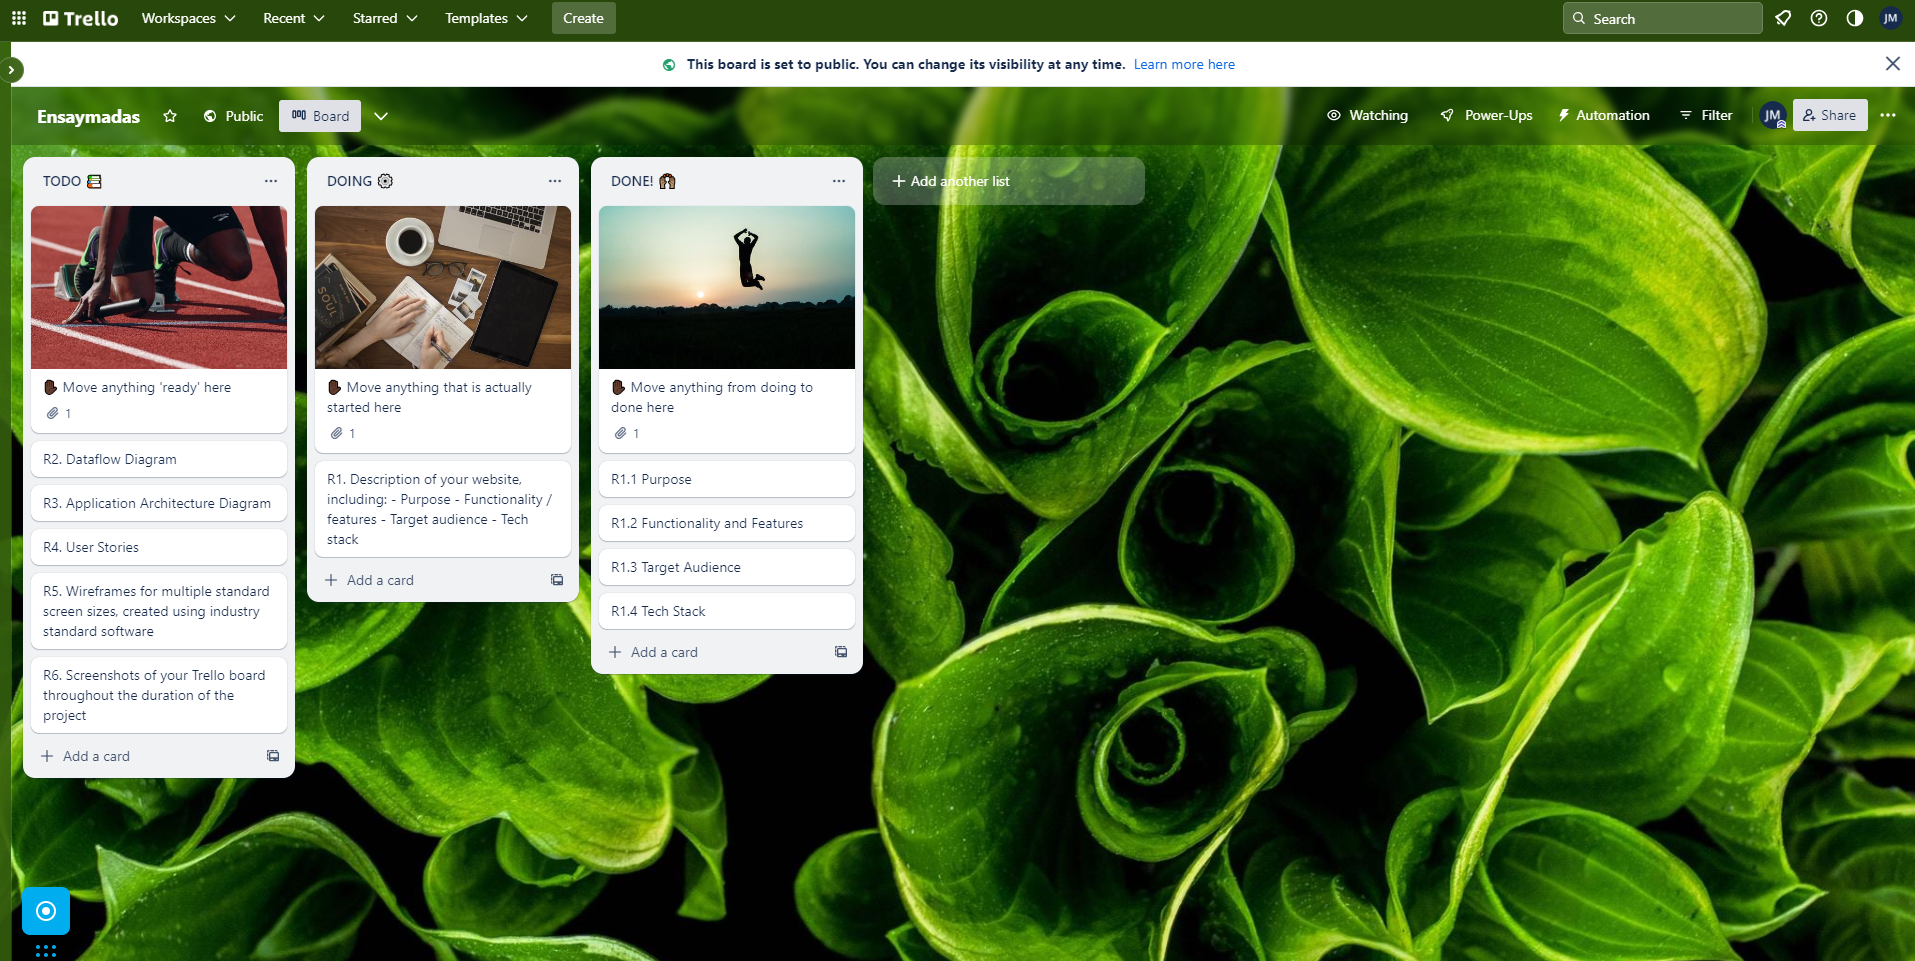 Trello
Workspaces
Recent
Starred
Templates
Create
Search
JM
This board is set to public. You can change its visibility at any time. Learn more here
Ensaymadas
Public
Board
Watching
Power-Ups
Automation
Filter
JM
Share
TODO
Move anything 'ready' here
1
R2. Dataflow Diagram
R3. Application Architecture Diagram
R4. User Stories
R5. Wireframes for multiple standard
screen sizes, created using industry
standard software
R6. Screenshots of your Trello board
throughout the duration of the
project
Add a card
DOING
SOUL
Move anything that is actually
started here
1
R1. Description of your website,
including: - Purpose - Functionality /
features - Target audience - Tech
stack
Add a card
DONE!
Move anything from doing to
done here
1
R1.1 Purpose
R1.2 Functionality and Features
R1.3 Target Audience
R1.4 Tech Stack
Add a card
Add another list